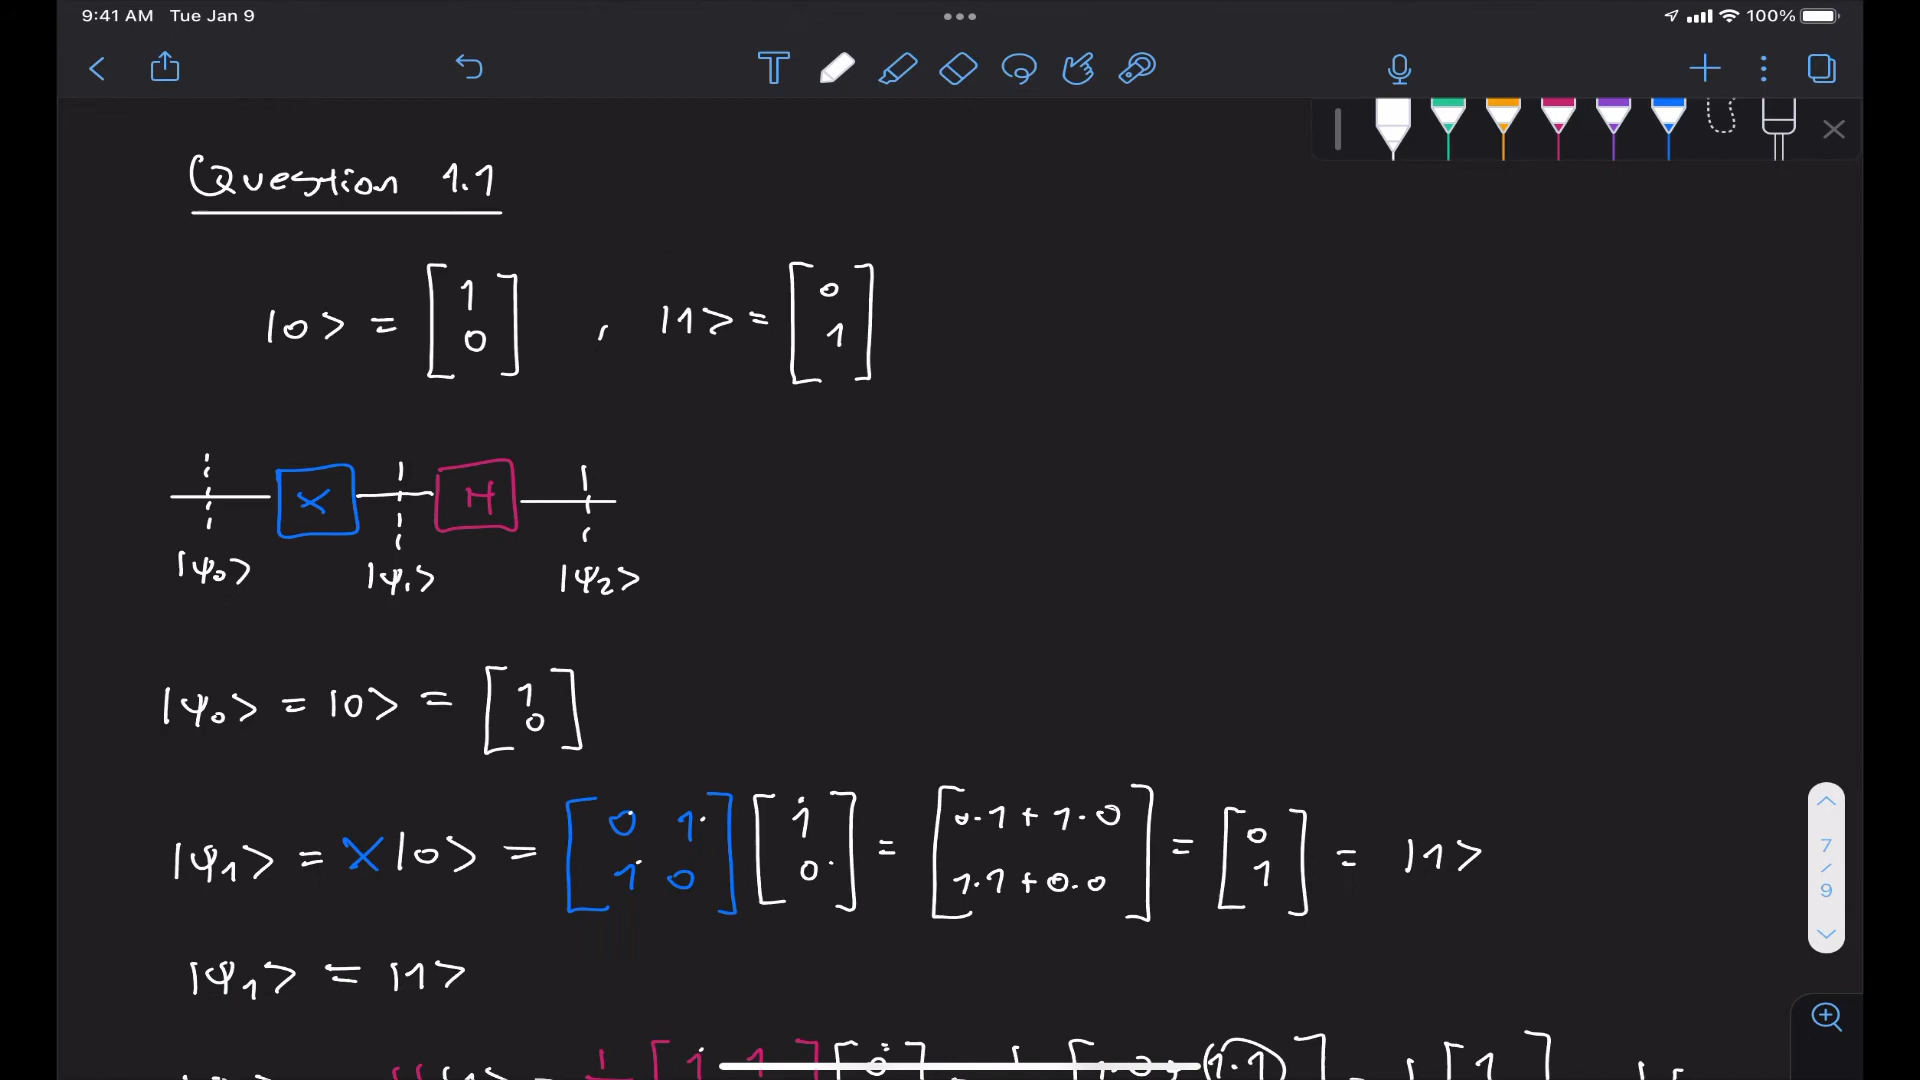 9:41 AM Tue Jan 9 100%
Question 1.1
|0> = [1 0] , |1> = [0 1]
X H
|ψ₀> |ψ₁> |ψ₂>
|ψ₀> = |0> = [1 0]
|ψ₁> = X|0> = [0 1 1 0] [1 0] = [0·1 + 1·0 1·1 + 0·0] = [0 1] = |1>
7 / 9
|ψ₁> = |1>